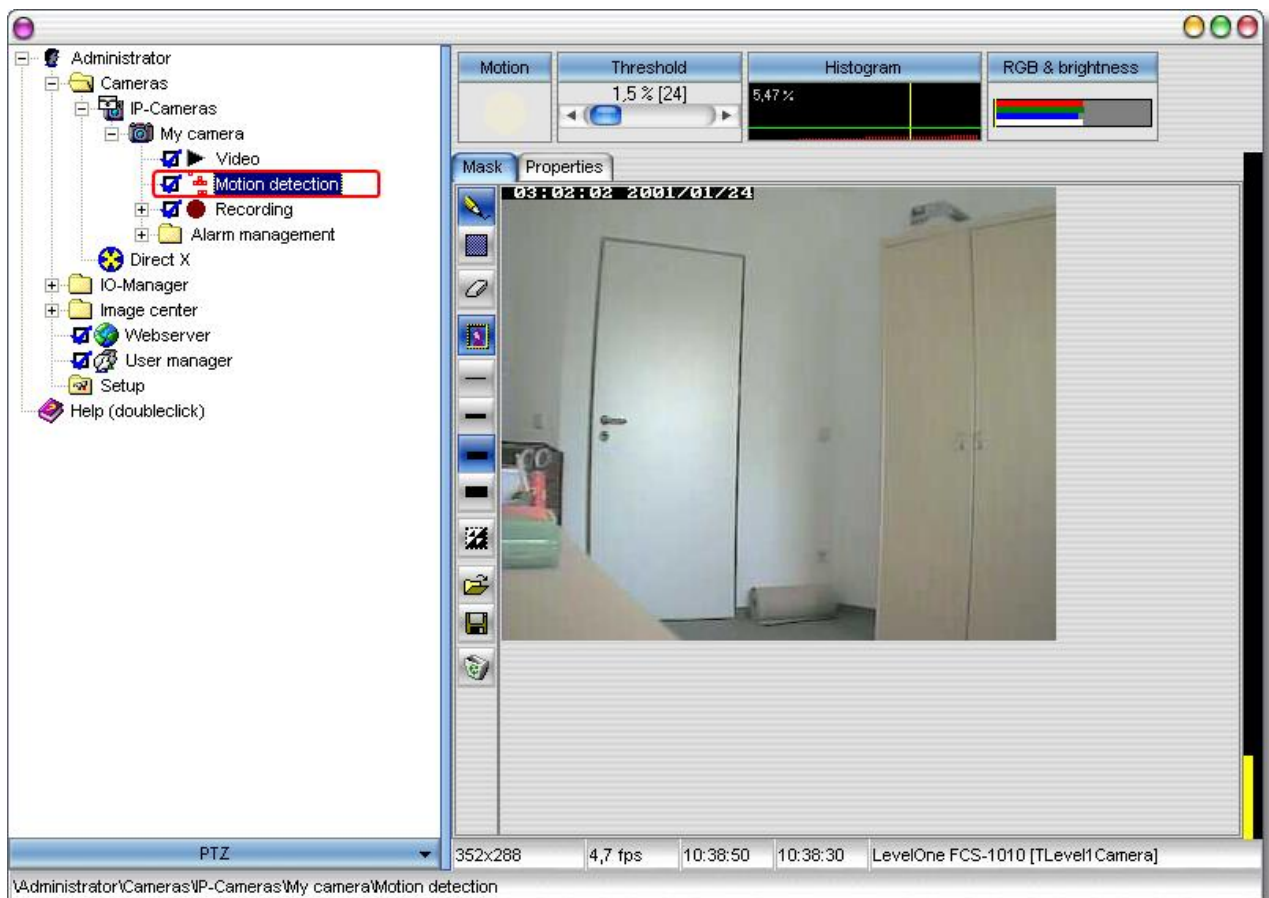 Administrator
Cameras
IP-Cameras
My camera
Video
Motion detection
Recording
Alarm management
Direct X
IO-Manager
Image center
Webserver
User manager
Setup
Help (doubleclick)
PTZ
Motion
Threshold
1,5 % [24]
Histogram
5,47 %
RGB & brightness
Mask Properties
03:02:02 2001/01/24
352x288 4,7 fps 10:38:50 10:38:30 LevelOne FCS-1010 [TLevel1Camera]
\Administrator\Cameras\IP-Cameras\My camera\Motion detection